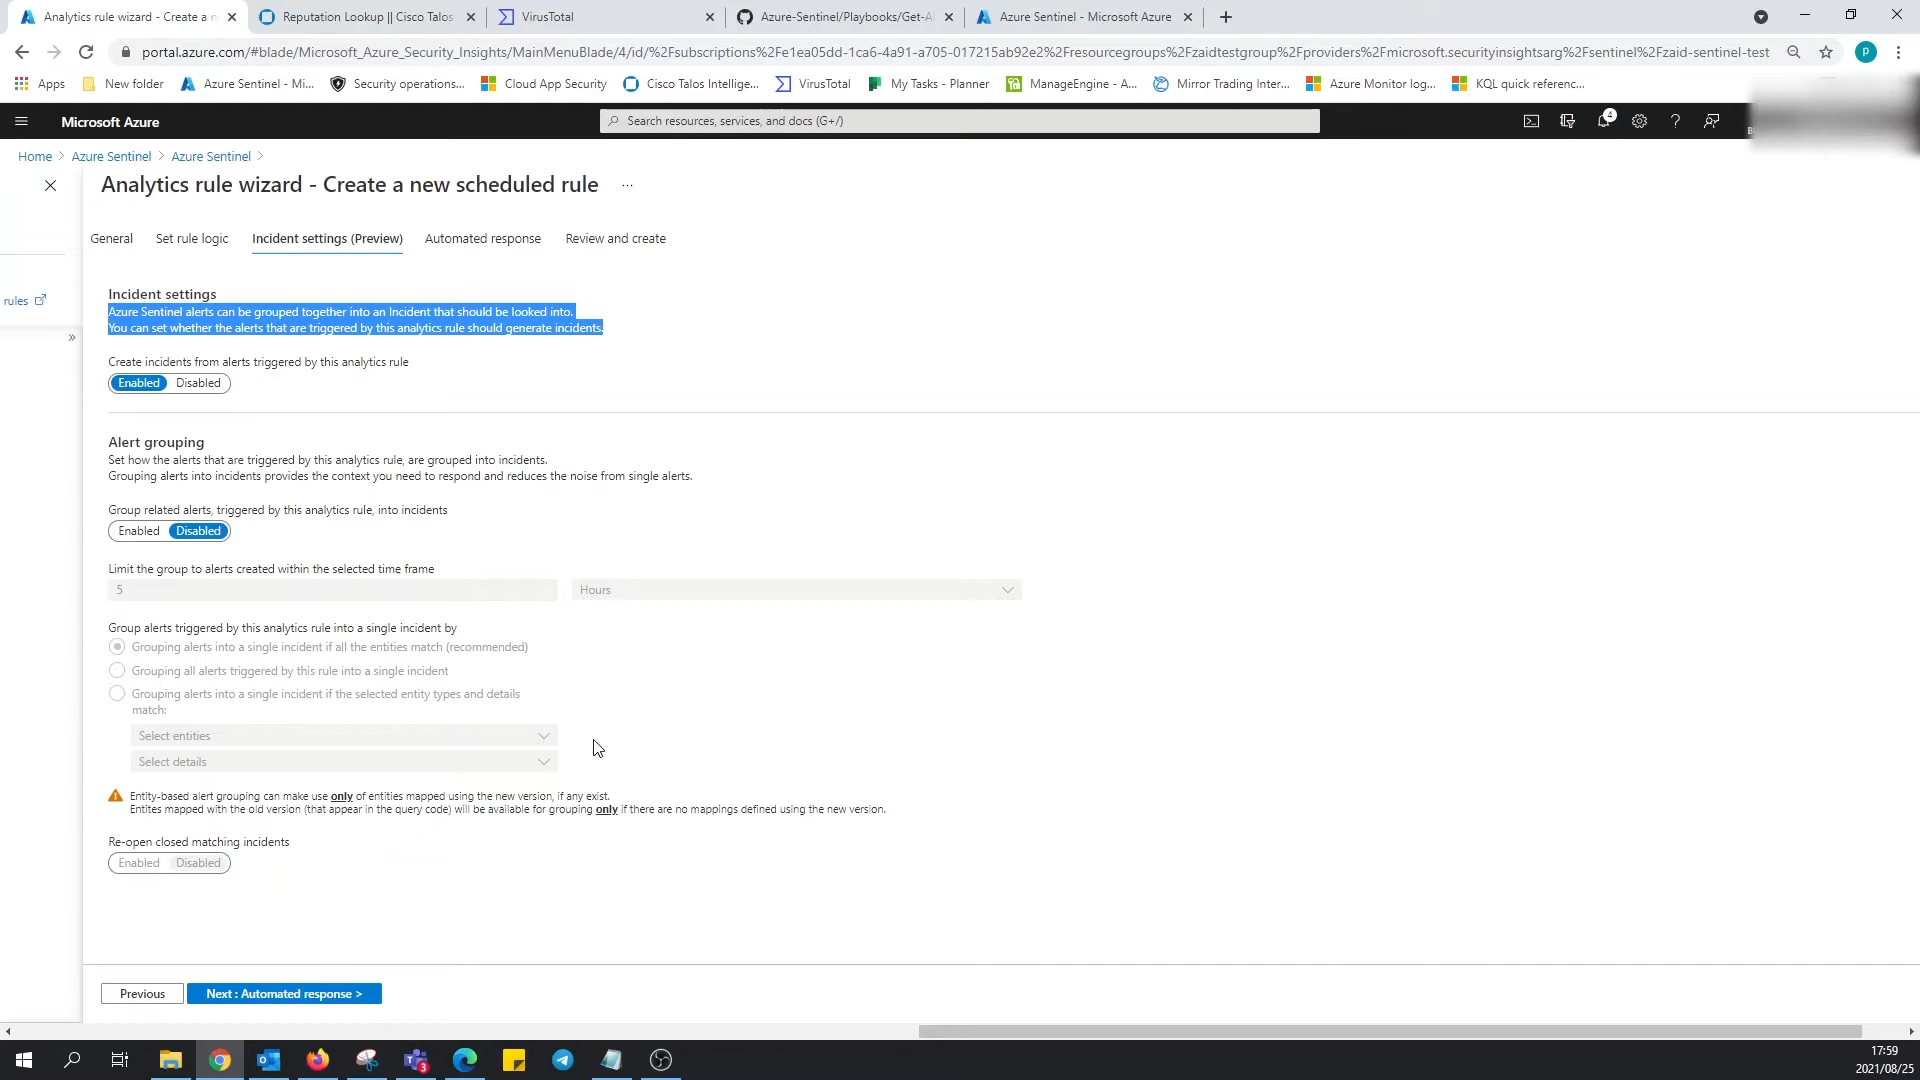 Analytics rule wizard - Create a n
Reputation Lookup || Cisco Talos
VirusTotal
Azure-Sentinel/Playbooks/Get-Al
Azure Sentinel - Microsoft Azure
portal.azure.com/#blade/Microsoft_Azure_Security_Insights/MainMenuBlade/4/id/%2Fsubscriptions%2Fe1ea05dd-1ca6-4a91-a705-017215ab92e2%2Fresourcegroups%2Fzaidtestgroup%2Fproviders%2Fmicrosoft.securityinsightsarg%2Fsentinel%2Fzaid-sentinel-test
P
Apps
New folder
Azure Sentinel - Mi...
Security operations...
Cloud App Security
Cisco Talos Intellige...
VirusTotal
My Tasks - Planner
ManageEngine - A...
Mirror Trading Inter...
Azure Monitor log...
KQL quick referenc...
Microsoft Azure
Search resources, services, and docs (G+/)
4
Home > Azure Sentinel > Azure Sentinel >
Analytics rule wizard - Create a new scheduled rule ...
General
Set rule logic
Incident settings (Preview)
Automated response
Review and create
rules
Incident settings
Azure Sentinel alerts can be grouped together into an Incident that should be looked into.
You can set whether the alerts that are triggered by this analytics rule should generate incidents.
Create incidents from alerts triggered by this analytics rule
Enabled Disabled
Alert grouping
Set how the alerts that are triggered by this analytics rule, are grouped into incidents.
Grouping alerts into incidents provides the context you need to respond and reduces the noise from single alerts.
Group related alerts, triggered by this analytics rule, into incidents
Enabled Disabled
Limit the group to alerts created within the selected time frame
5
Hours
Group alerts triggered by this analytics rule into a single incident by
Grouping alerts into a single incident if all the entities match (recommended)
Grouping all alerts triggered by this rule into a single incident
Grouping alerts into a single incident if the selected entity types and details
match:
Select entities
Select details
Entity-based alert grouping can make use only of entities mapped using the new version, if any exist.
Entites mapped with the old version (that appear in the query code) will be available for grouping only if there are no mappings defined using the new version.
Re-open closed matching incidents
Enabled Disabled
Previous
Next : Automated response >
3
17:59
2021/08/25